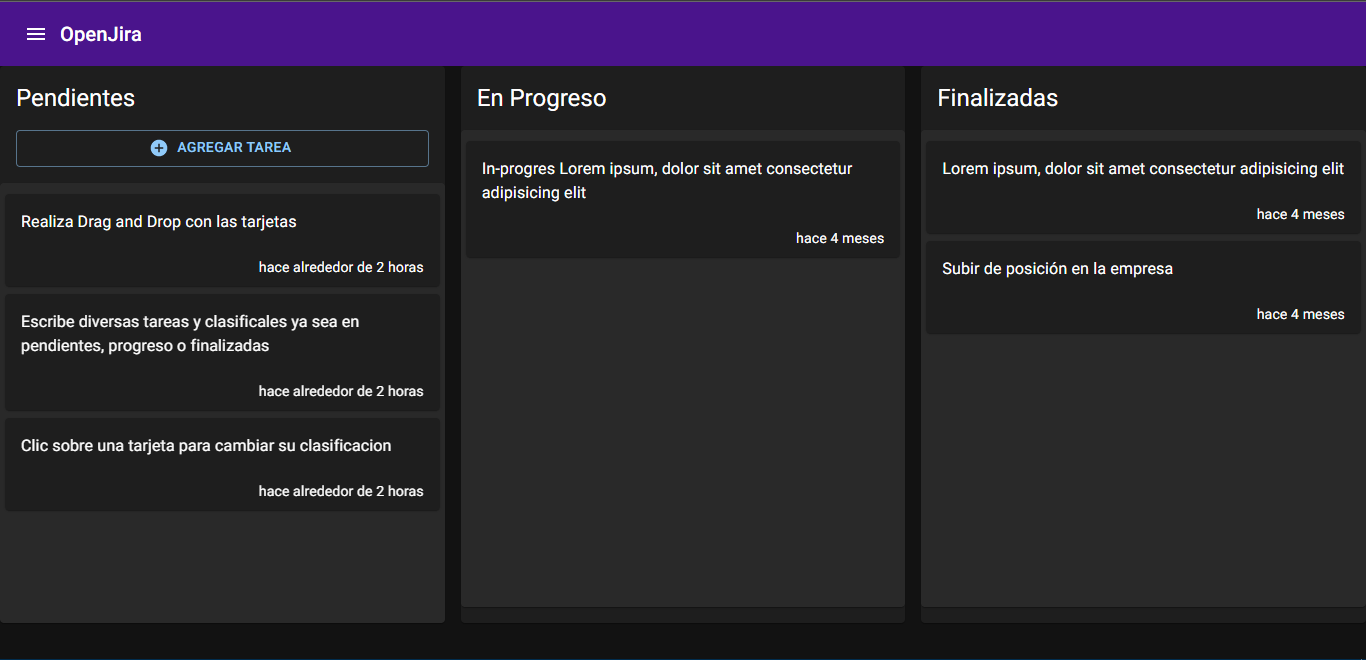 OpenJira
Pendientes
AGREGAR TAREA
Realiza Drag and Drop con las tarjetas
hace alrededor de 2 horas
Escribe diversas tareas y clasificales ya sea en
pendientes, progreso o finalizadas
hace alrededor de 2 horas
Clic sobre una tarjeta para cambiar su clasificacion
hace alrededor de 2 horas
En Progreso
In-progres Lorem ipsum, dolor sit amet consectetur
adipisicing elit
hace 4 meses
Finalizadas
Lorem ipsum, dolor sit amet consectetur adipisicing elit
hace 4 meses
Subir de posición en la empresa
hace 4 meses